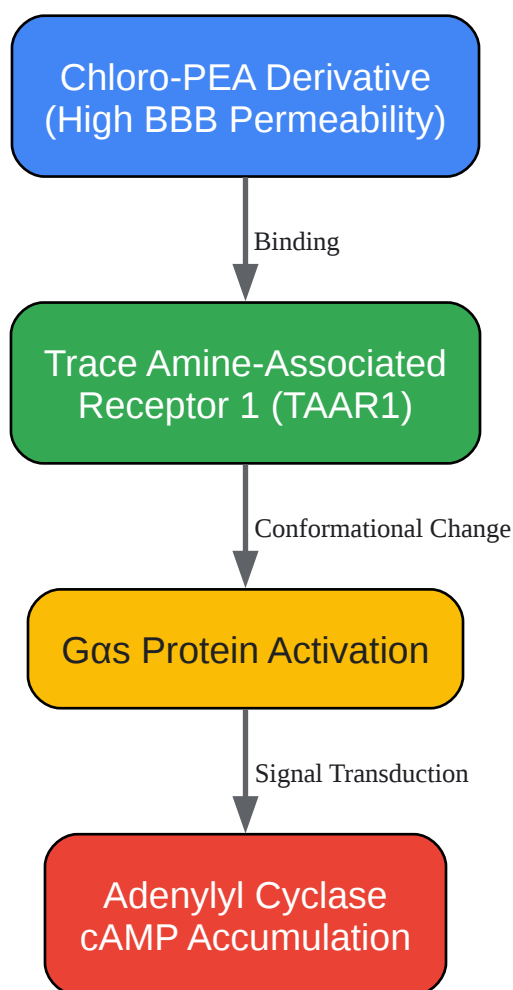 Chloro-PEA Derivative
(High BBB Permeability)
Binding
Trace Amine-Associated
Receptor 1 (TAAR1)
Conformational Change
Gαs Protein Activation
Signal Transduction
Adenylyl Cyclase
cAMP Accumulation